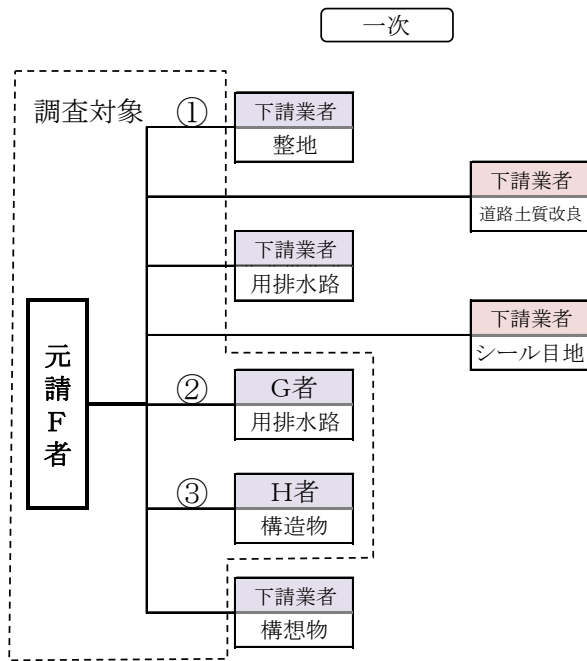 一次
調査対象
①
下請業者
整地
下請業者
道路土質改良
下請業者
用排水路
下請業者
シール目地
元請F者
②
G者
用排水路
③
H者
構造物
下請業者
構想物